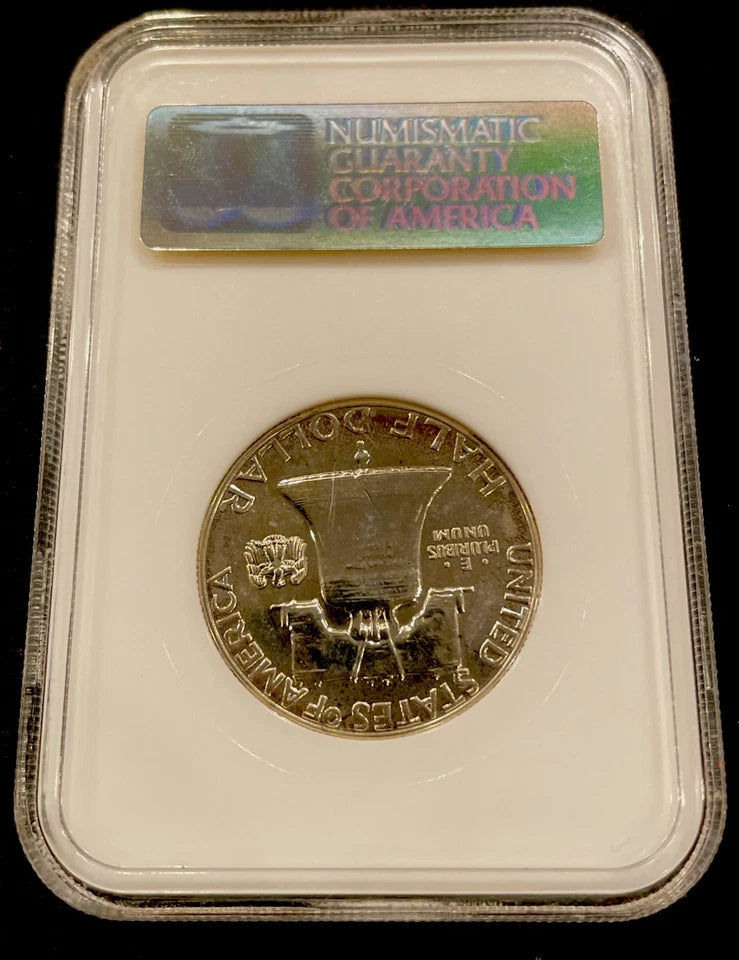 NUMISMATIC
GUARANTY
CORPORATION
OF AMERICA
HALF DOLLAR
E
PLURIBUS
UNUM
UNITED STATES OF AMERICA